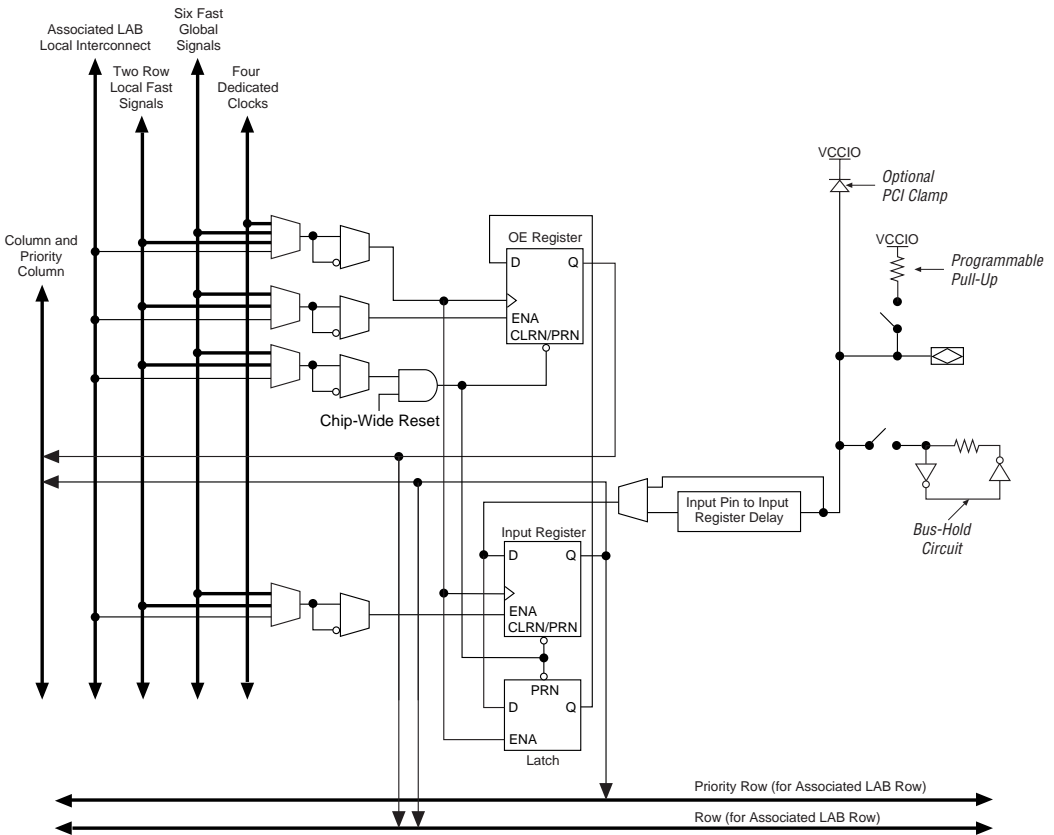 Six Fast
Global
Signals
Associated LAB
Local Interconnect
Two Row
Local Fast
Signals
Four
Dedicated
Clocks
VCCIO
Optional
PCI Clamp
Column and
Priority
Column
OE Register
D
Q
ENA
CLRN/PRN
VCCIO
Programmable
Pull-Up
Chip-Wide Reset
Input Pin to Input
Register Delay
Bus-Hold
Circuit
Input Register
D
Q
ENA
CLRN/PRN
PRN
D
Q
ENA
Latch
Priority Row (for Associated LAB Row)
Row (for Associated LAB Row)